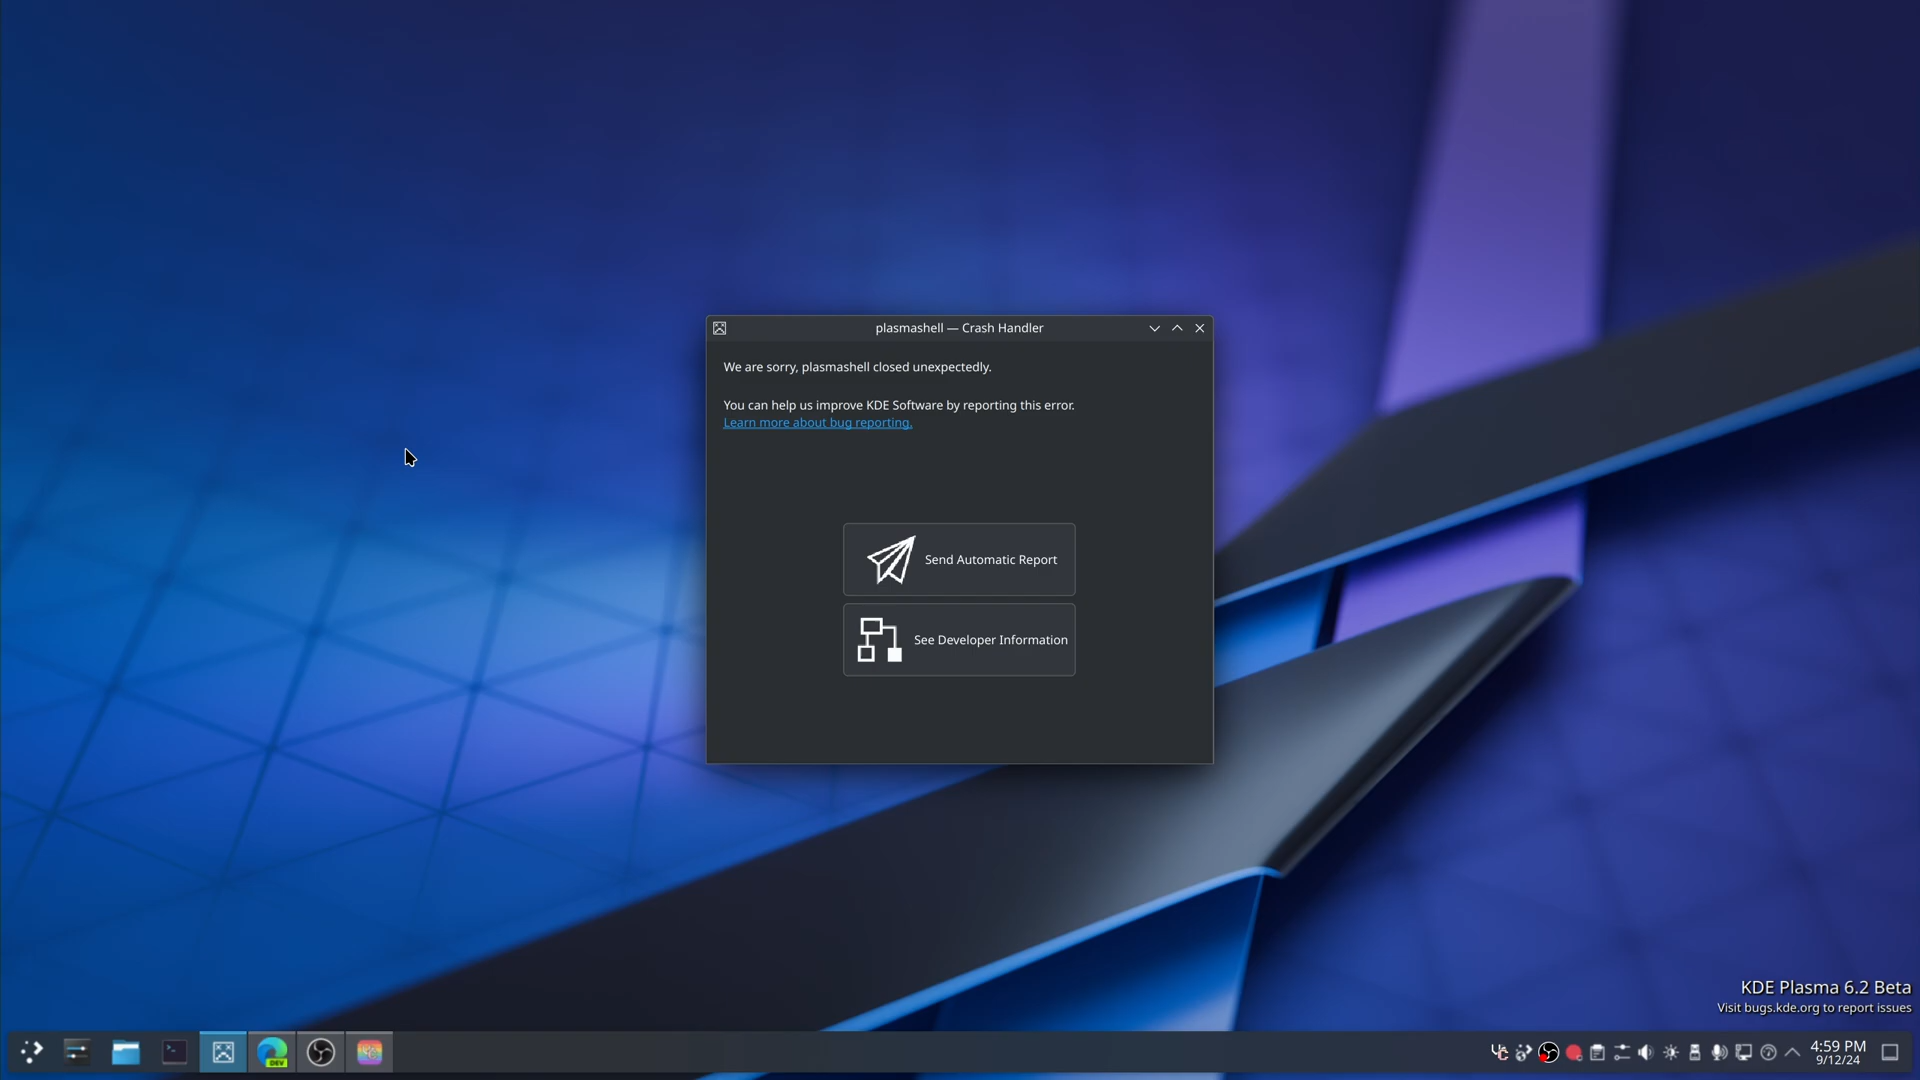 plasmashell — Crash Handler
We are sorry, plasmashell closed unexpectedly.
You can help us improve KDE Software by reporting this error.
Learn more about bug reporting.
Send Automatic Report
See Developer Information
KDE Plasma 6.2 Beta
Visit bugs.kde.org to report issues
DEV
4:59 PM
9/12/24